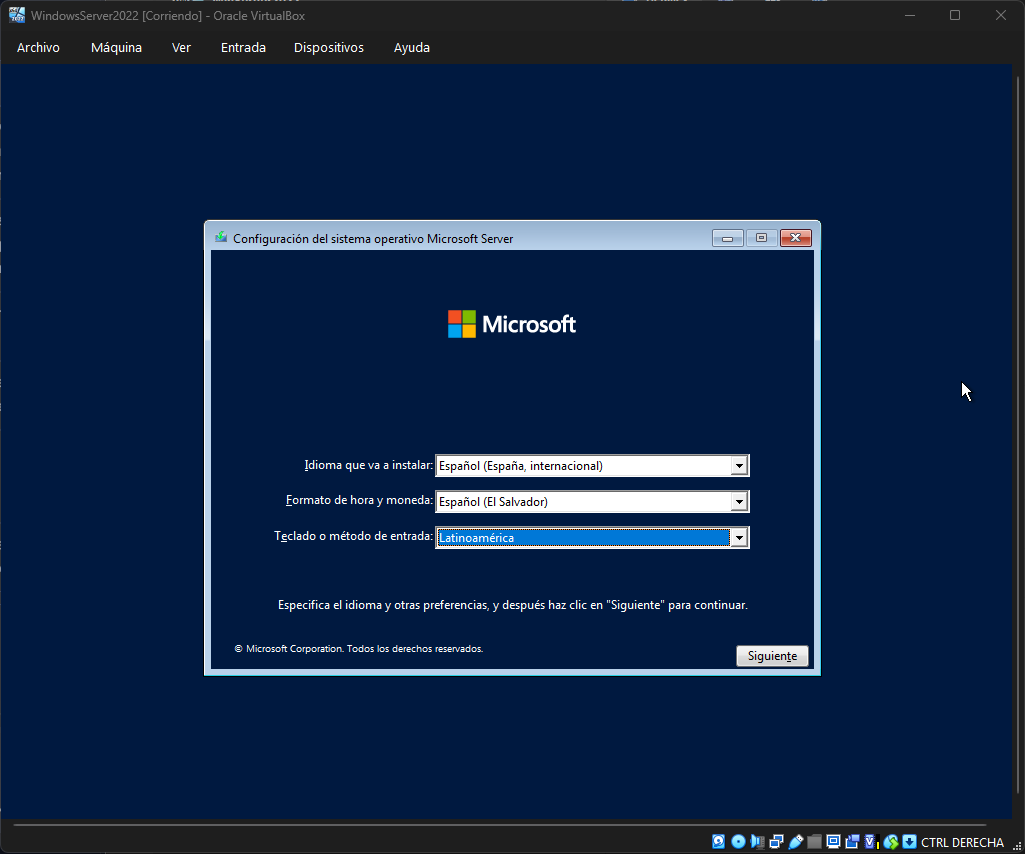 WindowsServer2022 [Corriendo] - Oracle VirtualBox
Archivo Máquina Ver Entrada Dispositivos Ayuda
Configuración del sistema operativo Microsoft Server
Microsoft
Idioma que va a instalar: Español (España, internacional)
Formato de hora y moneda: Español (El Salvador)
Teclado o método de entrada: Latinoamérica
Especifica el idioma y otras preferencias, y después haz clic en "Siguiente" para continuar.
© Microsoft Corporation. Todos los derechos reservados.
Siguiente
CTRL DERECHA